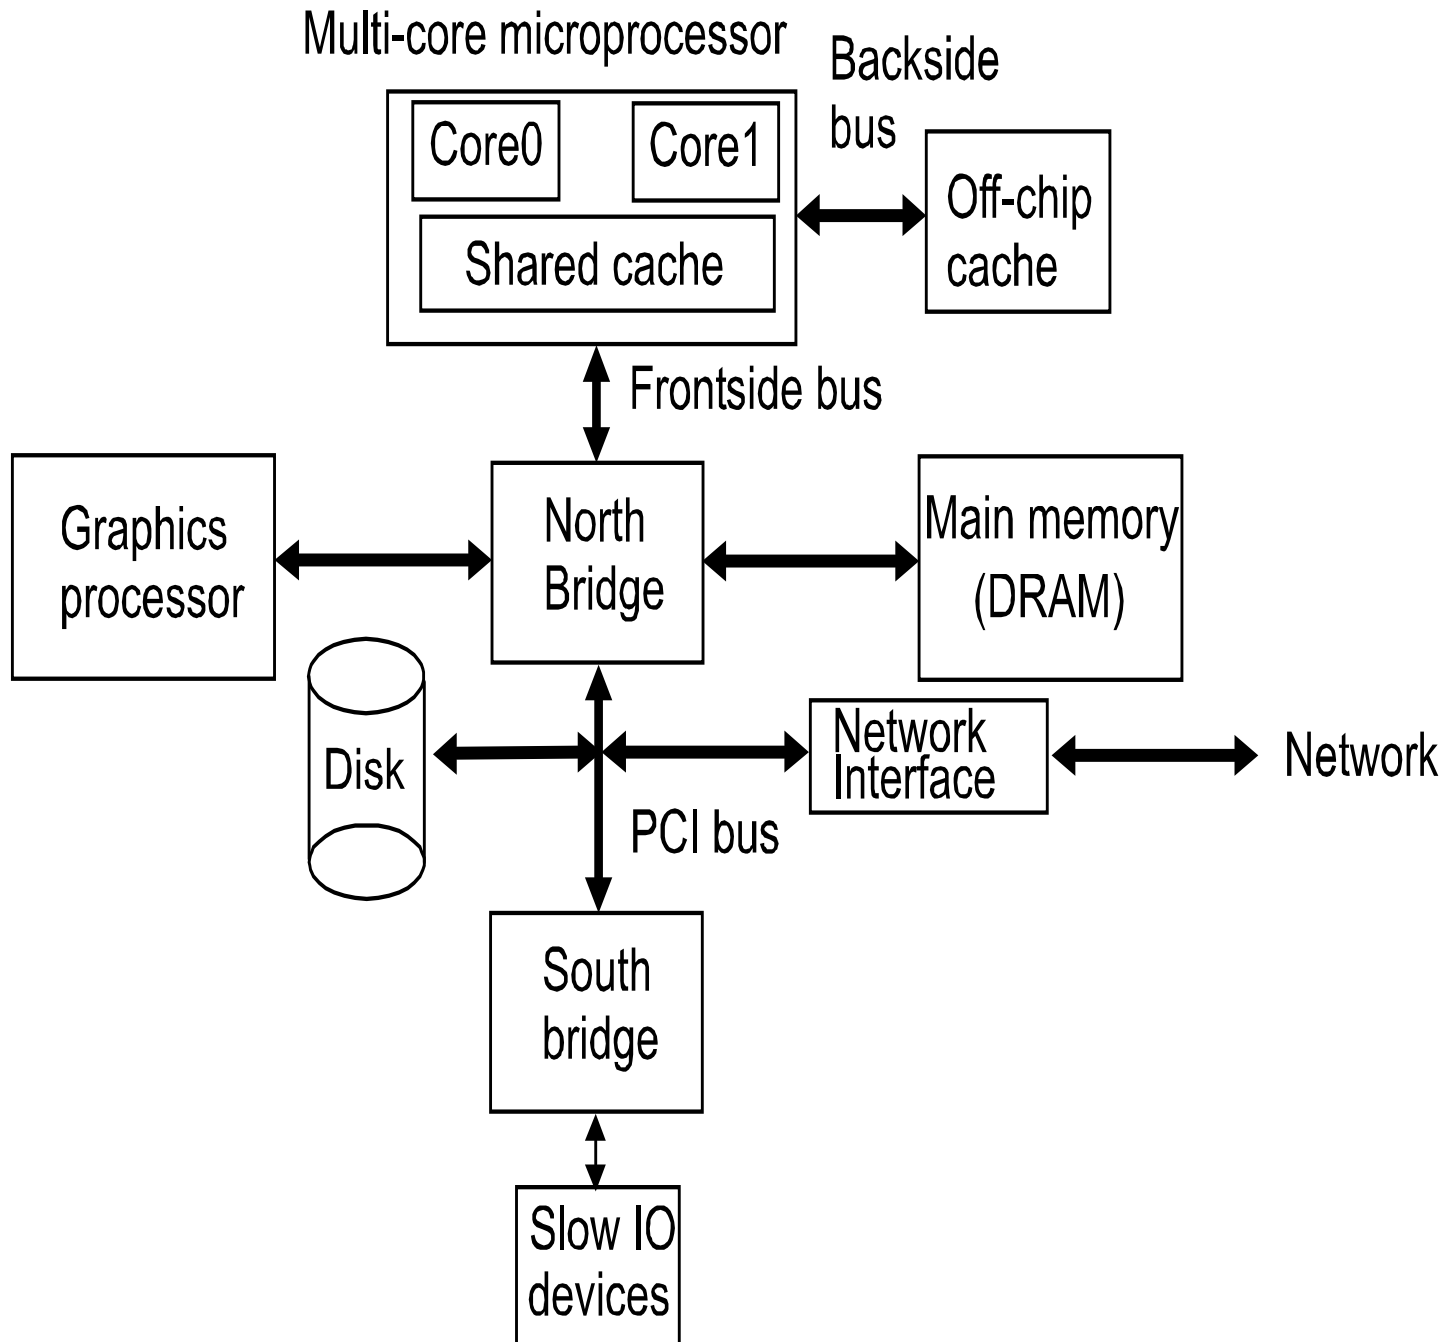 Multi-core microprocessor
Backside
bus
Core0
Core1
Shared cache
Off-chip
cache
Frontside bus
Graphics
processor
North
Bridge
Main memory
(DRAM)
Disk
Network
Interface
Network
PCI bus
South
bridge
Slow IO
devices